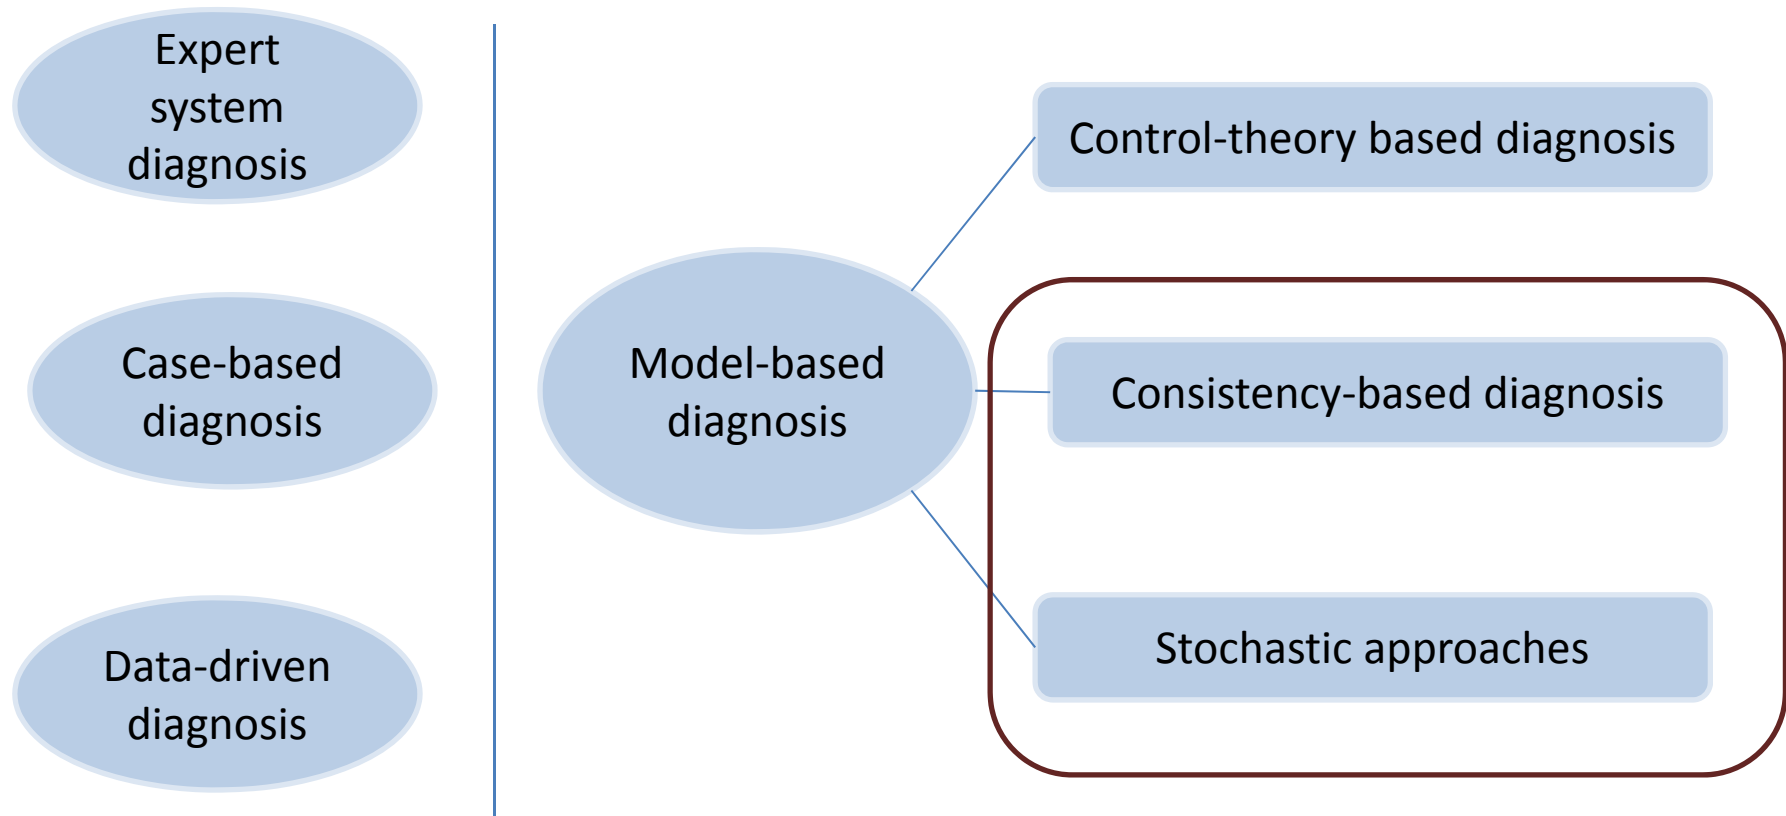 Expert
system
diagnosis
Case-based
diagnosis
Data-driven
diagnosis
Model-based
diagnosis
Control-theory based diagnosis
Consistency-based diagnosis
Stochastic approaches